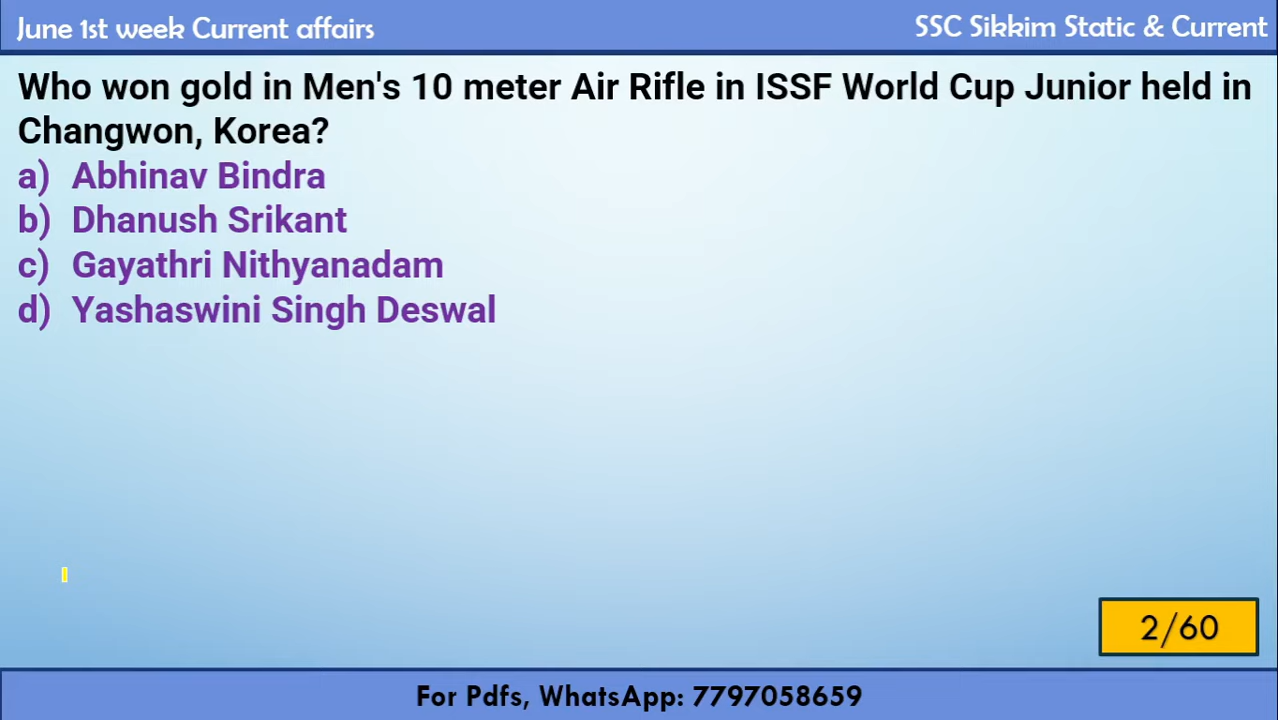 June 1st week Current affairs
SSC Sikkim Static & Current
Who won gold in Men's 10 meter Air Rifle in ISSF World Cup Junior held in
Changwon, Korea?
a) Abhinav Bindra
b) Dhanush Srikant
c) Gayathri Nithyanadam
d) Yashaswini Singh Deswal
2/60
For Pdfs, WhatsApp: 7797058659